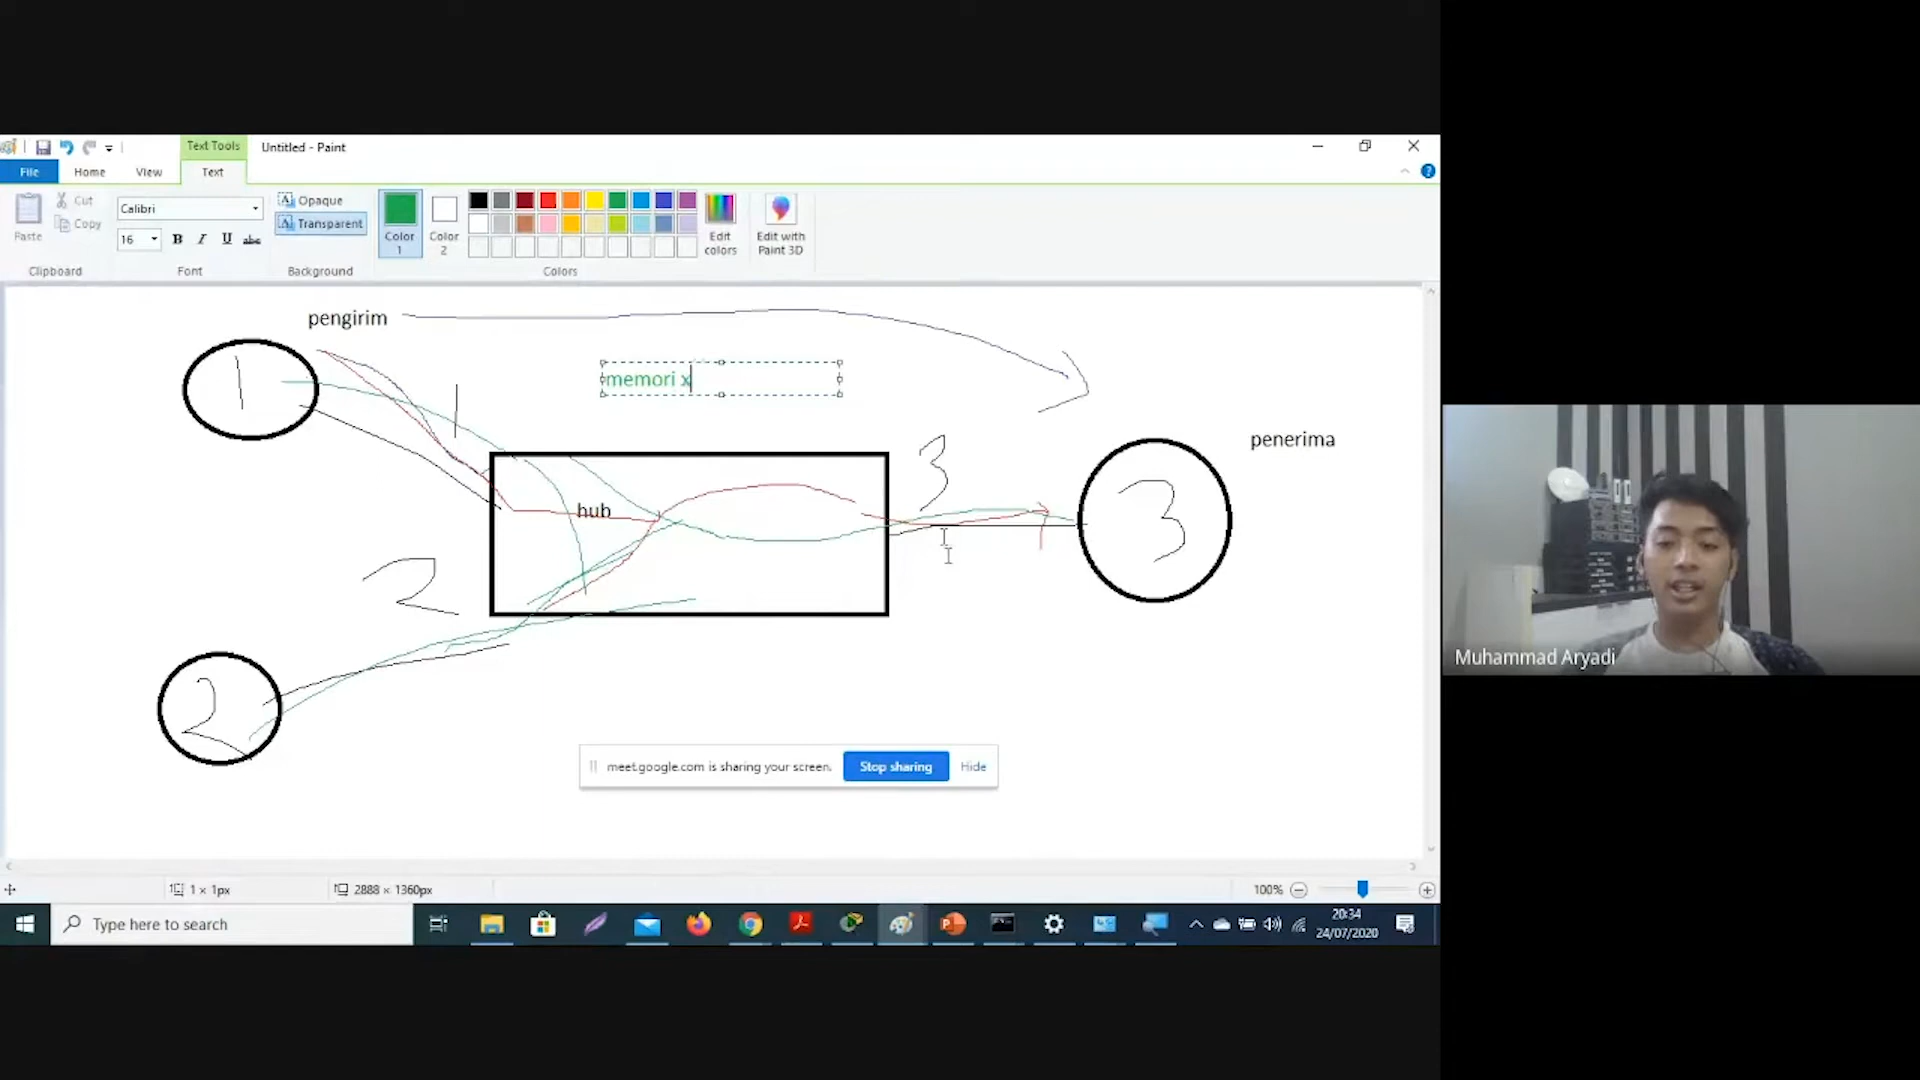 Text Tools
Untitled - Paint
File
Home
View
Text
Paste
Cut
Copy
Clipboard
Calibri
16
B I U abc
Font
Opaque
Transparent
Background
Color 1
Color 2
Edit colors
Edit with Paint 3D
Colors
pengirim
1
1
memori x
penerima
3
3
hub
2
2
meet.google.com is sharing your screen.
Stop sharing
Hide
Muhammad Aryadi
1 × 1px
2888 × 1360px
100%
Type here to search
20:34
24/07/2020